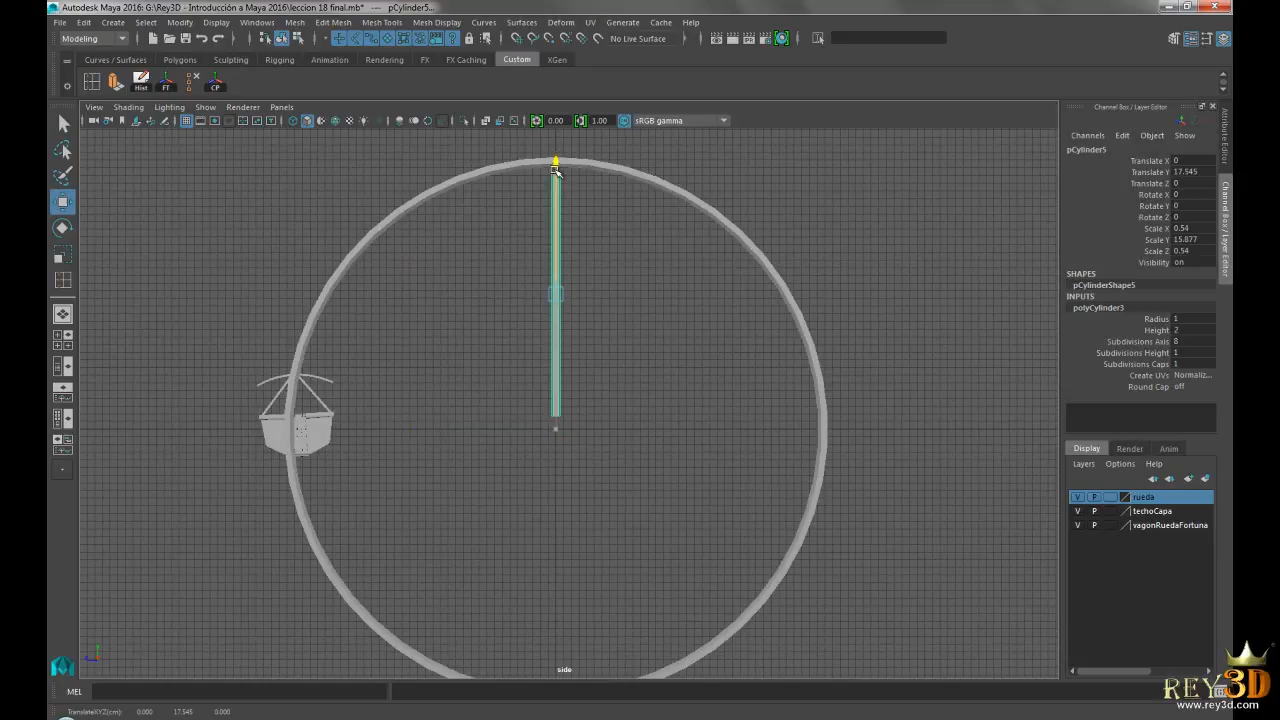 Autodesk Maya 2016: G:\Rey3D\Introducción a Maya 2016\leccion 18 final.mb* --- pCylinder5...
File Edit Create Select Modify Display Windows Mesh Edit Mesh Mesh Tools Mesh Display Curves Surfaces Deform UV Generate Cache Help
Modeling
No Live Surface
Curves / Surfaces Polygons Sculpting Rigging Animation Rendering FX FX Caching Custom XGen
Hist FT CP
View Shading Lighting Show Renderer Panels
0.00 1.00 sRGB gamma
Channel Box / Layer Editor
Channels Edit Object Show
pCylinder5
Translate X 0
Translate Y 17.545
Translate Z 0
Rotate X 0
Rotate Y 0
Rotate Z 0
Scale X 0.54
Scale Y 15.877
Scale Z 0.54
Visibility on
SHAPES
pCylinderShape5
INPUTS
polyCylinder3
Radius 1
Height 2
Subdivisions Axis 8
Subdivisions Height 1
Subdivisions Caps 1
Create UVs Normaliz...
Round Cap off
Attribute Editor
Channel Box / Layer Editor
Display Render Anim
Layers Options Help
V P rueda
V P techoCapa
V P vagonRuedaFortuna
side
MEL
TranslateXYZ(cm): 0.000 17.545 0.000
REY3D
www.rey3d.com